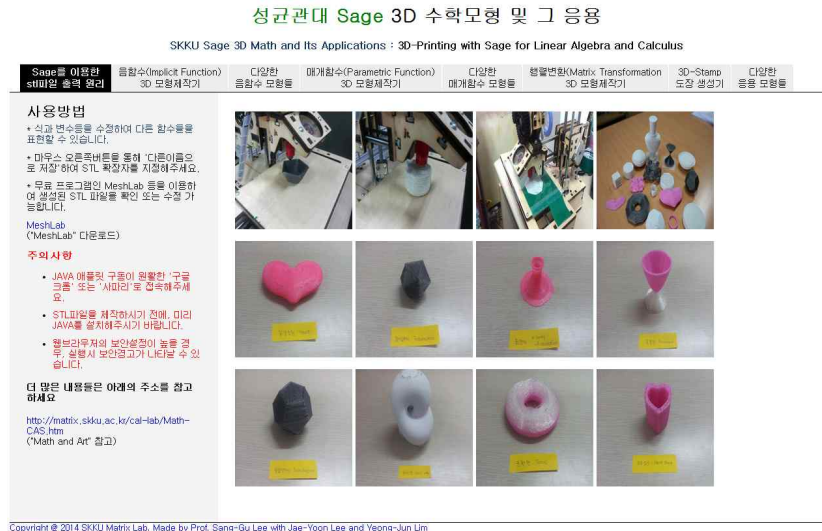 성균관대 Sage 3D 수학모형 및 그 응용
SKKU Sage 3D Math and Its Applications : 3D-Printing with Sage for Linear Algebra and Calculus
Sage를 이용한
stl파일 출력 원리
음함수(Implicit Function)
3D 모형제작기
다양한
음함수 모형들
매개함수(Parametric Function)
3D 모형제작기
다양한
매개함수 모형들
행렬변환(Matrix Transformation
3D 모형제작기
3D-Stamp
도장 생성기
다양한
응용 모형들
사용방법
* 식과 변수등을 수정하여 다른 함수들을
표현할 수 있습니다.
* 마우스 오른쪽버튼을 통해 '다른이름으
로 저장'하여 STL 확장자를 지정해주세요.
* 무료 프로그램인 MeshLab 등을 이용하
여 생성된 STL 파일을 확인 또는 수정 가
능합니다.
MeshLab
("MeshLab" 다운로드)
주의사항
• JAVA 애플릿 구동이 원활한 '구글
크롬' 또는 '사파리'로 접속해주세
요.
• STL파일을 제작하시기 전에, 미리
JAVA를 설치해주시기 바랍니다.
• 웹브라우저의 보안설정이 높을 경
우, 실행시 보안경고가 나타날 수 있
습니다.
더 많은 내용들은 아래의 주소를 참고
하세요
http://matrix.skku.ac.kr/cal-lab/Math-
CAS.htm
("Math and Art" 참고)
Copyright @ 2014 SKKU Matrix Lab. Made by Prof. Sang-Gu Lee with Jae-Yoon Lee and Yeong-Jun Lim